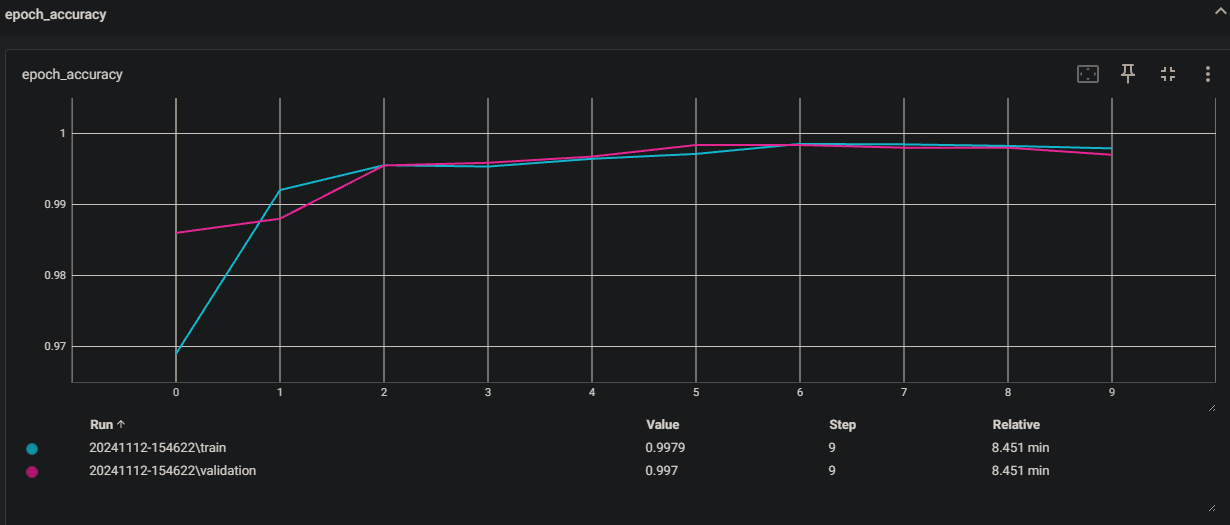 epoch_accuracy
epoch_accuracy
1
0.99
0.98
0.97
0 1 2 3 4 5 6 7 8 9
Run ↑ Value Step Relative
20241112-154622\train 0.9979 9 8.451 min
20241112-154622\validation 0.997 9 8.451 min